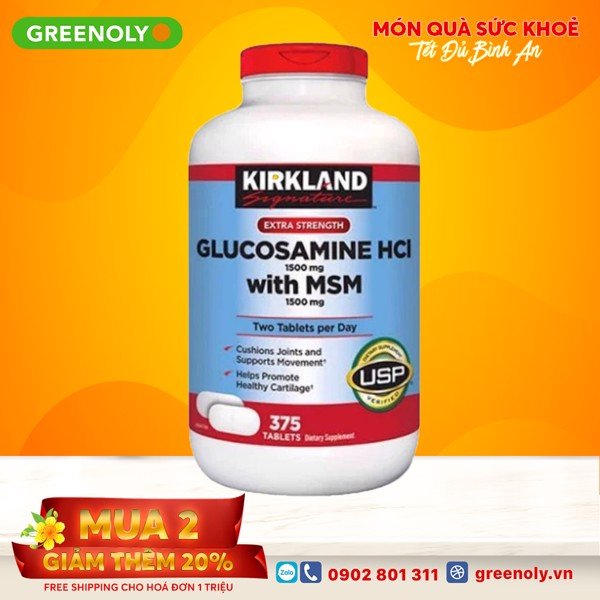 GREENOLY
MÓN QUÀ SỨC KHOẺ
Tết Đủ Bình An
KIRKLAND
Signature
EXTRA STRENGTH
GLUCOSAMINE HCl
1500 mg
with MSM
1500 mg
Two Tablets per Day
Cushions Joints and
Supports Movement†
Helps Promote
Healthy Cartilage†
DIETARY SUPPLEMENT
USP
VERIFIED
375
TABLETS Dietary Supplement
MUA 2
GIẢM THÊM 20%
FREE SHIPPING CHO HOÁ ĐƠN 1 TRIỆU
Zalo 0902 801 311 greenoly.vn